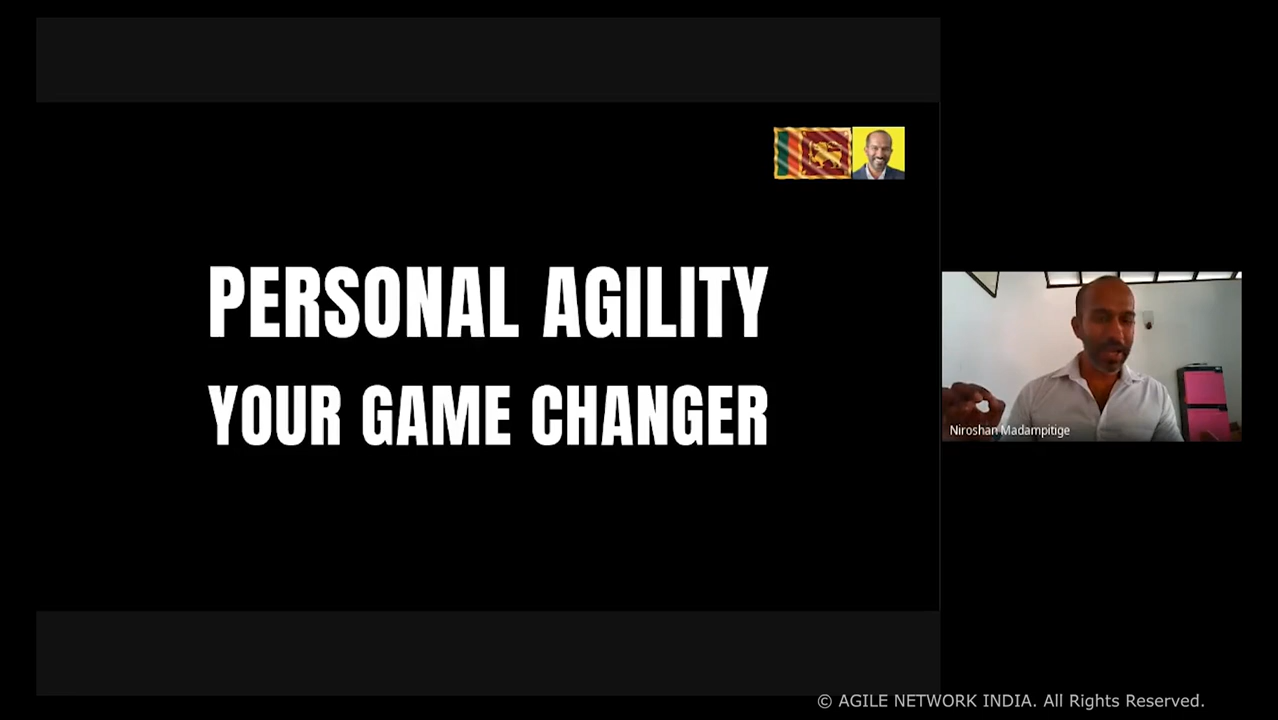 PERSONAL AGILITY
YOUR GAME CHANGER
Niroshan Madampitige
© AGILE NETWORK INDIA. All Rights Reserved.